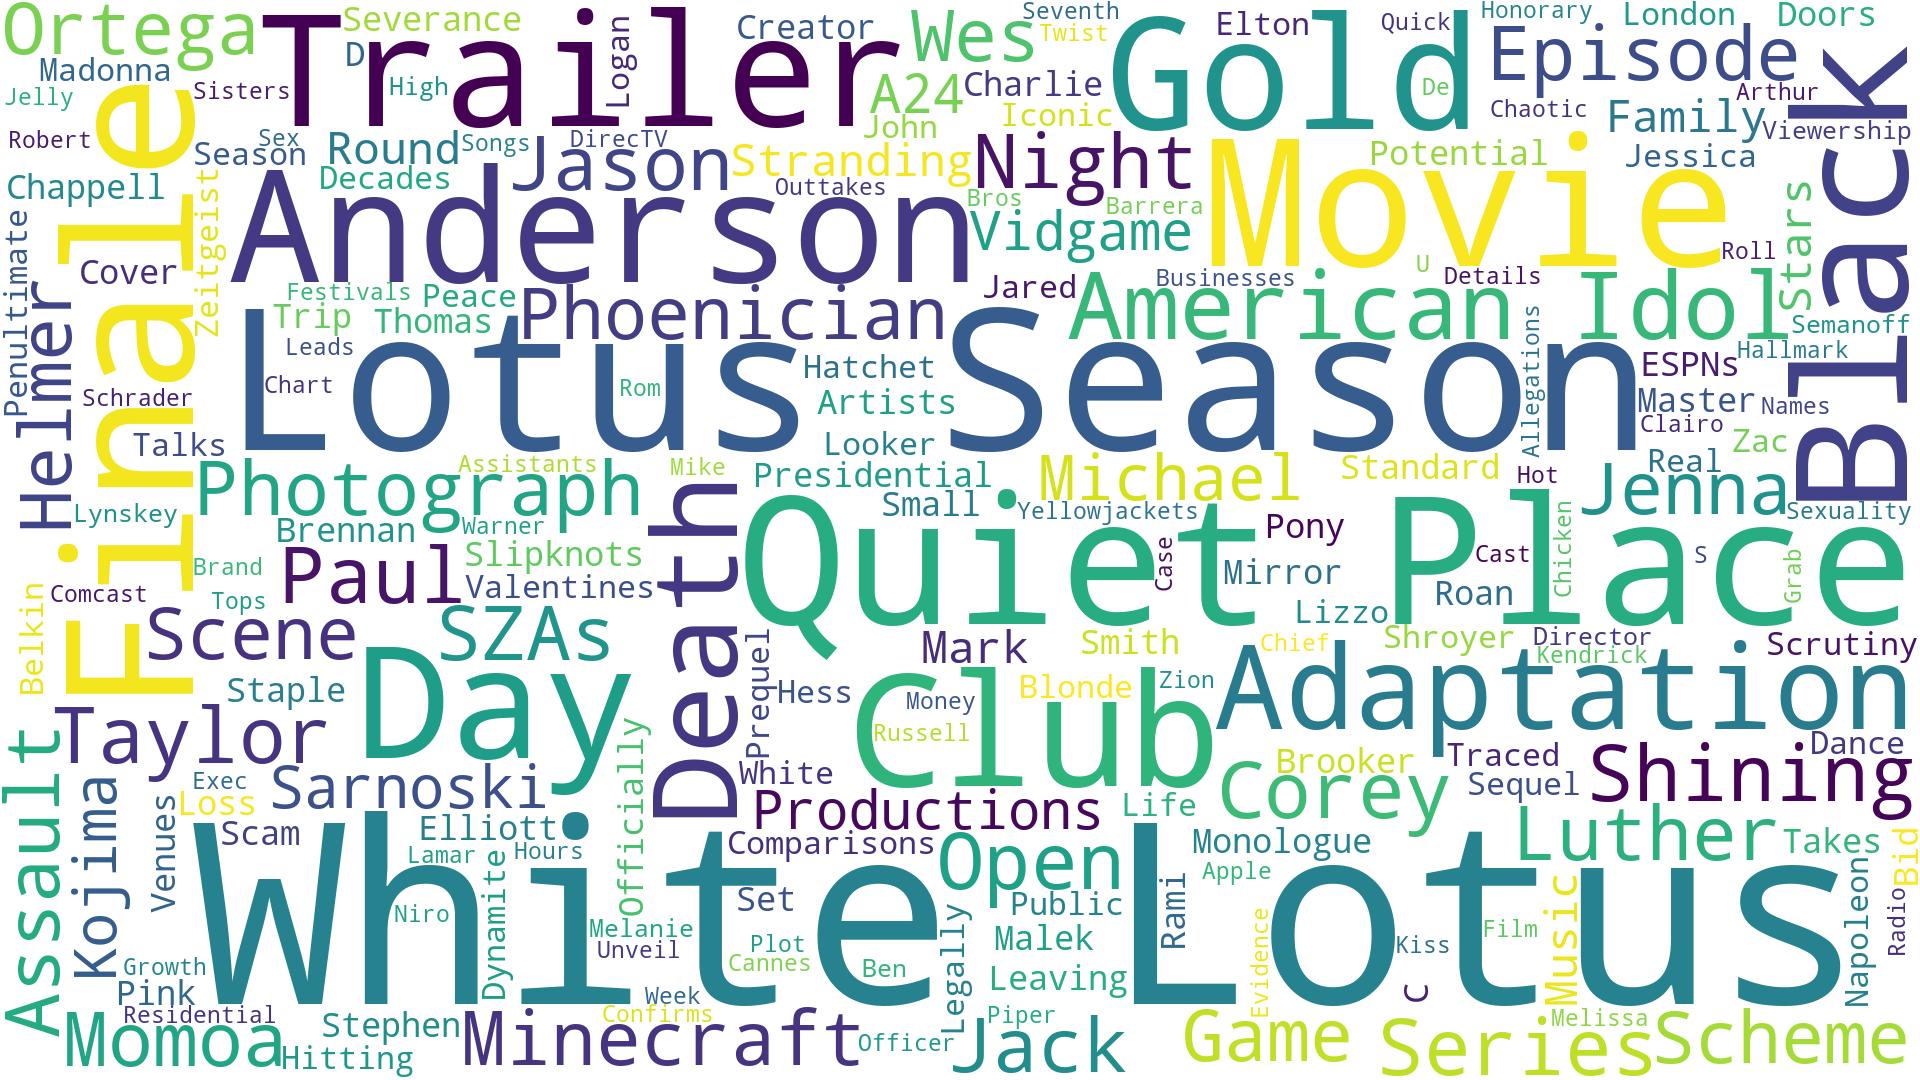 Ortega
Trailer
Severance
D
High
Logan
Creator
Wes
Seventh
Twist
Elton
Gold
Quick
De
Honorary
London
Doors
Episode
Black
Madonna
Jelly
Sisters
A24
Charlie
Iconic
John
Chaotic
Arthur
Family
Viewership
Robert
Finale
Season
Sex
Round
Songs
DirecTV
Jason
Stranding
Night
Movie
Potential
Jessica
Chappell
Zeitgeist
Decades
Anderson
Outtakes
Bros
Barrera
Vidgame
Stars
Penultimate
Cover
Helmer
Roll
Festivals
Peace
Jared
Businesses
U
Details
Trip
Thomas
Phoenician
American Idol
Semanoff
Leads
Lotus
Season
Hatchet
Allegations
ESPNs
Hallmark
Schrader
Chart
Rom
Artists
Master
Names
Talks
Looker
Clairo
Zac
Photograph
Assistants
Mike
Presidential
Michael
Standard
Hot
Real
Jenna
Lynskey
Brennan
Warner
Death
Quiet Place
Small
Yellowjackets
Pony
Sexuality
Brand
Paul
Slipknots
Case
Mirror
Cast
Chicken
S
Grab
Belkin
Comcast
Tops
Valentines
Roan
Lizzo
Scene
SZAs
Prequel
Mark
Smith
Chief
Shroyer
Director
Kendrick
Scrutiny
Staple
Day
Hess
Money
Club
Blonde
Zion
Adaptation
Taylor
Officially
Russell
Traced
Dance
Assault
Kojima
Exec
Sarnoski
White
Brooker
Corey
Sequel
Shining
Loss
Venues
Scam
Elliott
Productions
Life
Comparisons
Open
Monologue
Luther
Takes
Bid
White Lotus
Lamar
Hours
Dynamite
Apple
Set
Public
Rami
Music
Napoleon
Radio
Niro
Melanie
Unveil
Plot
Cannes
Ben
Legally
Malek
Evidence
Kiss
Film
Growth
Pink
Leaving
C
Residential
Week
Confirms
Momoa
Stephen
Hitting
Minecraft
Officer
Piper
Jack
Game
Series
Melissa
Scheme